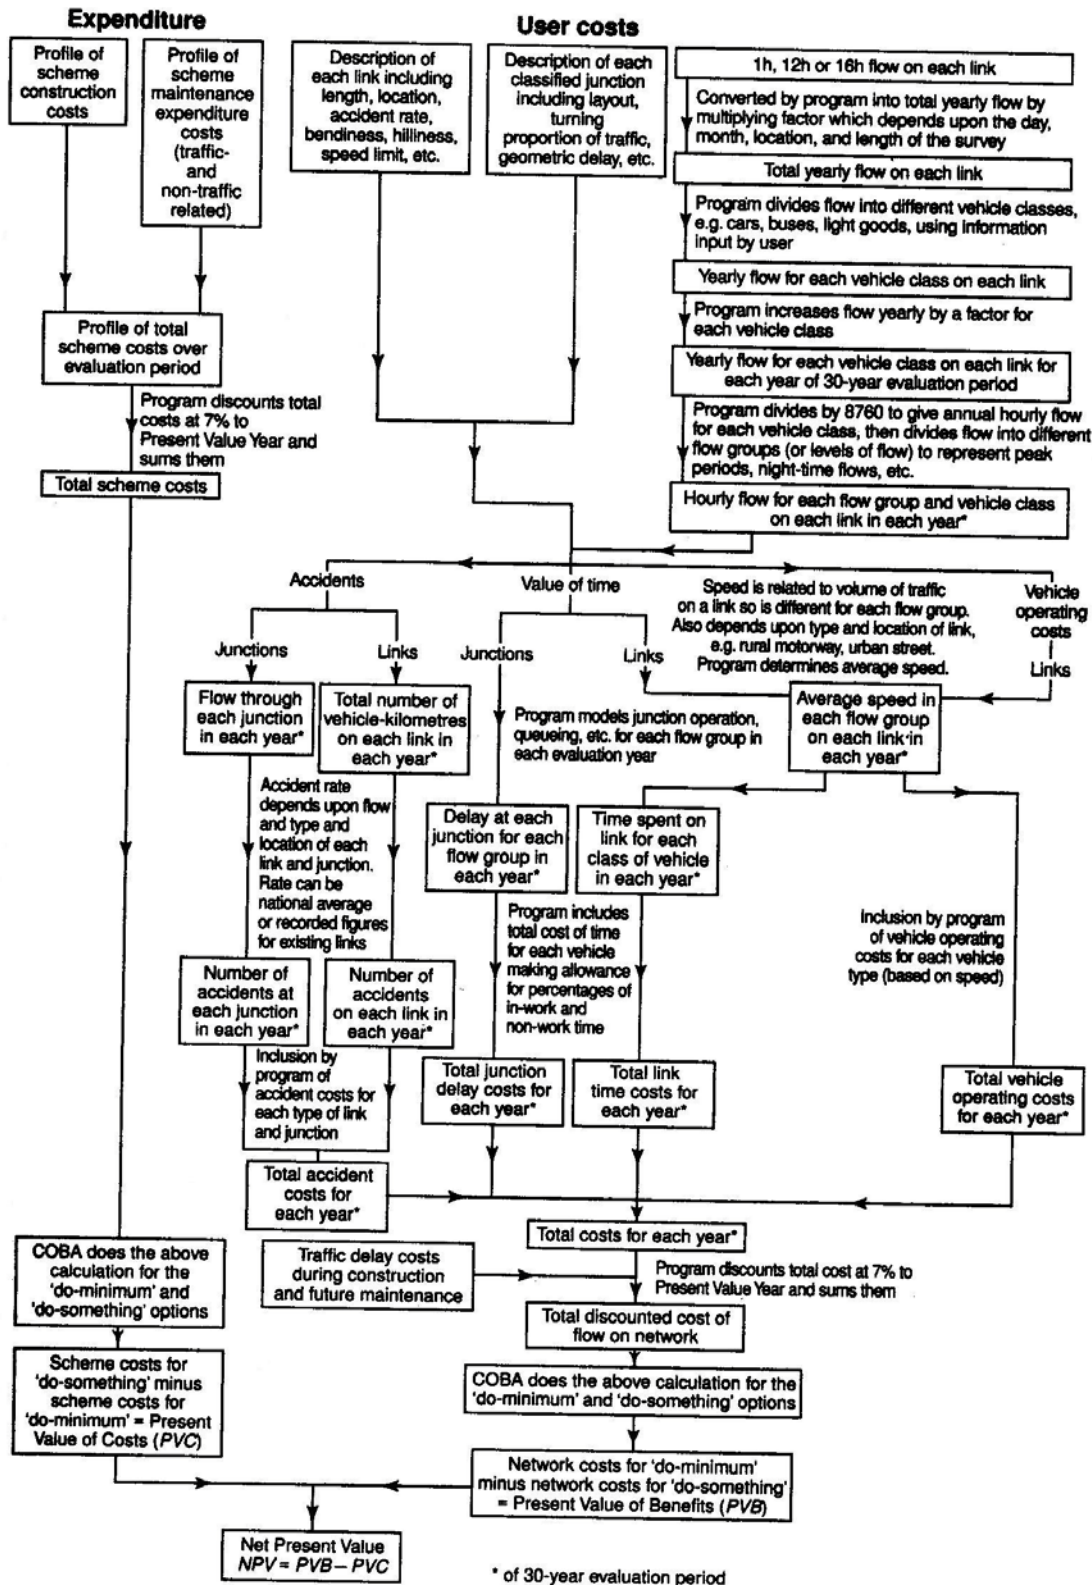 Expenditure
User costs
Profile of
scheme
construction
costs
Profile of
scheme
maintenance
expenditure
costs
(traffic-
and
non-traffic
related)
Description of
each link including
length, location,
accident rate,
bendiness, hilliness,
speed limit, etc.
Description of each
classified junction
including layout,
turning
proportion of traffic,
geometric delay, etc.
1h, 12h or 16h flow on each link
Converted by program into total yearly flow by
multiplying factor which depends upon the day,
month, location, and length of the survey
Total yearly flow on each link
Program divides flow into different vehicle classes,
e.g. cars, buses, light goods, using information
input by user
Yearly flow for each vehicle class on each link
Program increases flow yearly by a factor for
each vehicle class
Yearly flow for each vehicle class on each link for
each year of 30-year evaluation period
Program divides by 8760 to give annual hourly flow
for each vehicle class, then divides flow into different
flow groups (or levels of flow) to represent peak
periods, night-time flows, etc.
Hourly flow for each flow group and vehicle class
on each link in each year*
Profile of total
scheme costs over
evaluation period
Program discounts total
costs at 7% to
Present Value Year and
sums them
Total scheme costs
Accidents
Value of time
Speed is related to volume of traffic
on a link so is different for each flow group.
Also depends upon type and location of link,
e.g. rural motorway, urban street.
Program determines average speed.
Vehicle
operating
costs
Junctions
Links
Junctions
Links
Links
Flow through
each junction
in each year*
Total number of
vehicle-kilometres
on each link in
each year*
Program models junction operation,
queueing, etc. for each flow group in
each evaluation year
Average speed in
each flow group
on each link in
each year*
Accident rate
depends upon flow
and type and
location of each
link and junction.
Rate can be
national average
or recorded figures
for existing links
Delay at each
junction for each
flow group in
each year*
Time spent on
link for each
class of vehicle
in each year*
Program includes
total cost of time
for each vehicle
making allowance
for percentages of
in-work and
non-work time
Inclusion by program
of vehicle operating
costs for each vehicle
type (based on speed)
Number of
accidents at
each junction
in each year*
Number of
accidents
on each link in
each year*
Inclusion by
program of
accident costs for
each type of link
and junction
Total junction
delay costs for
each year*
Total link
time costs for
each year*
Total vehicle
operating costs
for each year*
Total accident
costs for
each year*
Total costs for each year*
Traffic delay costs
during construction
and future maintenance
Program discounts total cost at 7% to
Present Value Year and sums them
Total discounted cost of
flow on network
COBA does the above
calculation for the
'do-minimum' and
'do-something' options
COBA does the above calculation for the
'do-minimum' and 'do-something' options
Scheme costs for
'do-something' minus
scheme costs for
'do-minimum' = Present
Value of Costs (PVC)
Network costs for 'do-minimum'
minus network costs for 'do-something'
= Present Value of Benefits (PVB)
Net Present Value
NPV = PVB – PVC
* of 30-year evaluation period